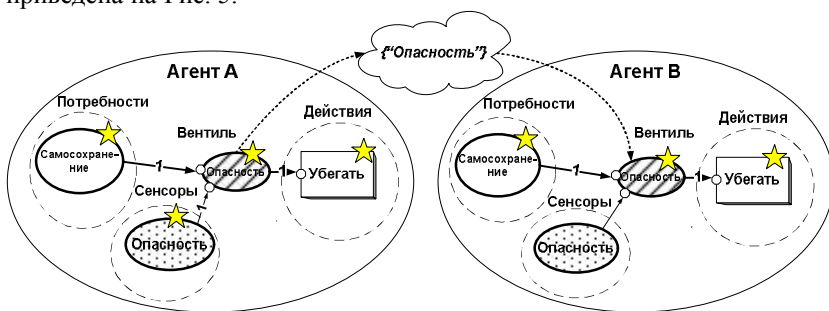 приведена на Рис. 3.
{“Опасность”}
Агент А
Потребности
Вентиль
Действия
Самосохране-
ние
1
Опасность
1
Убегать
Сенсоры
1
Опасность
Агент В
Потребности
Вентиль
Действия
Самосохране-
ние
1
Опасность
1
Убегать
Сенсоры
Опасность